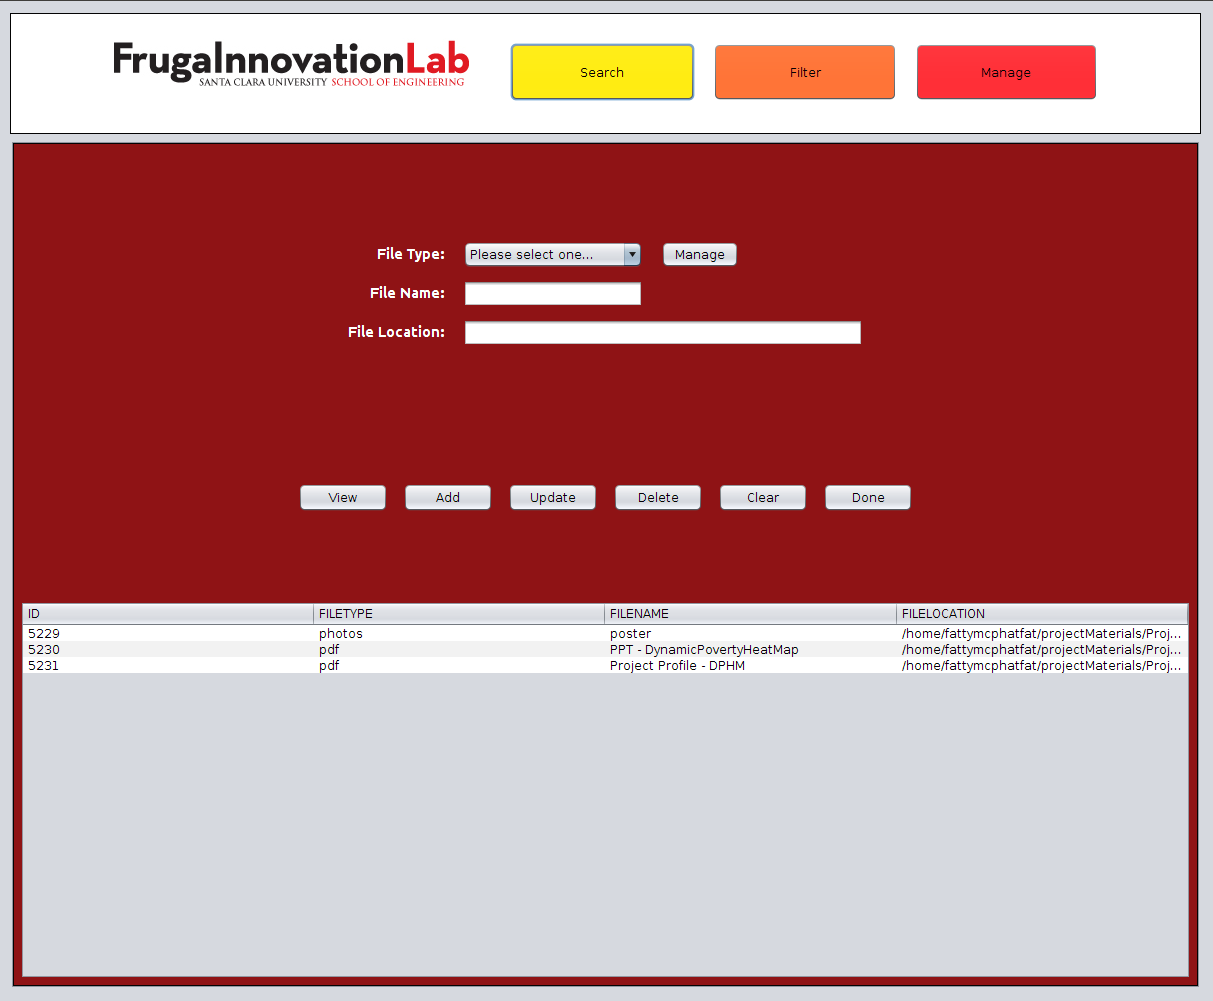 FrugalInnovationLab
SANTA CLARA UNIVERSITY SCHOOL OF ENGINEERING
Search
Filter
Manage
File Type: Please select one... Manage
File Name:
File Location:
View Add Update Delete Clear Done
ID FILETYPE FILENAME FILELOCATION
5229 photos poster /home/fattymcphatfat/projectMaterials/Proj...
5230 pdf PPT - DynamicPovertyHeatMap /home/fattymcphatfat/projectMaterials/Proj...
5231 pdf Project Profile - DPHM /home/fattymcphatfat/projectMaterials/Proj...